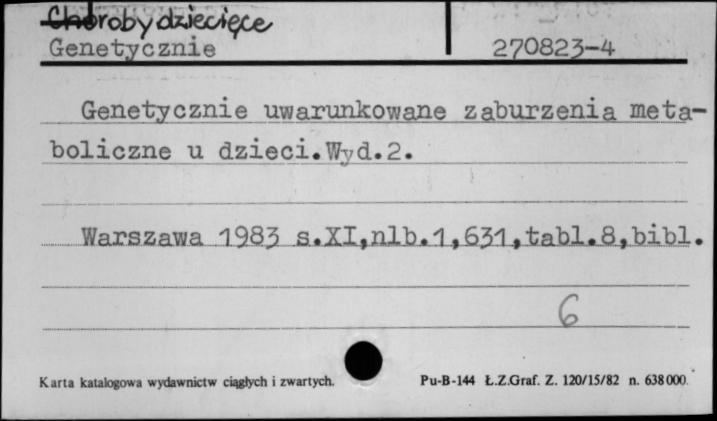 Choroby dziecięce
Genetycznie 270823-4
Genetycznie uwarunkowane zaburzenia meta-
boliczne u dzieci.Wyd.2.
Warszawa 1983 s.XI,nlb.1,631,tabl.8,bibl.
6
Karta katalogowa wydawnictw ciągłych i zwartych. Pu-B-144 Ł.Z.Graf. Z. 120/15/82 n. 638000.